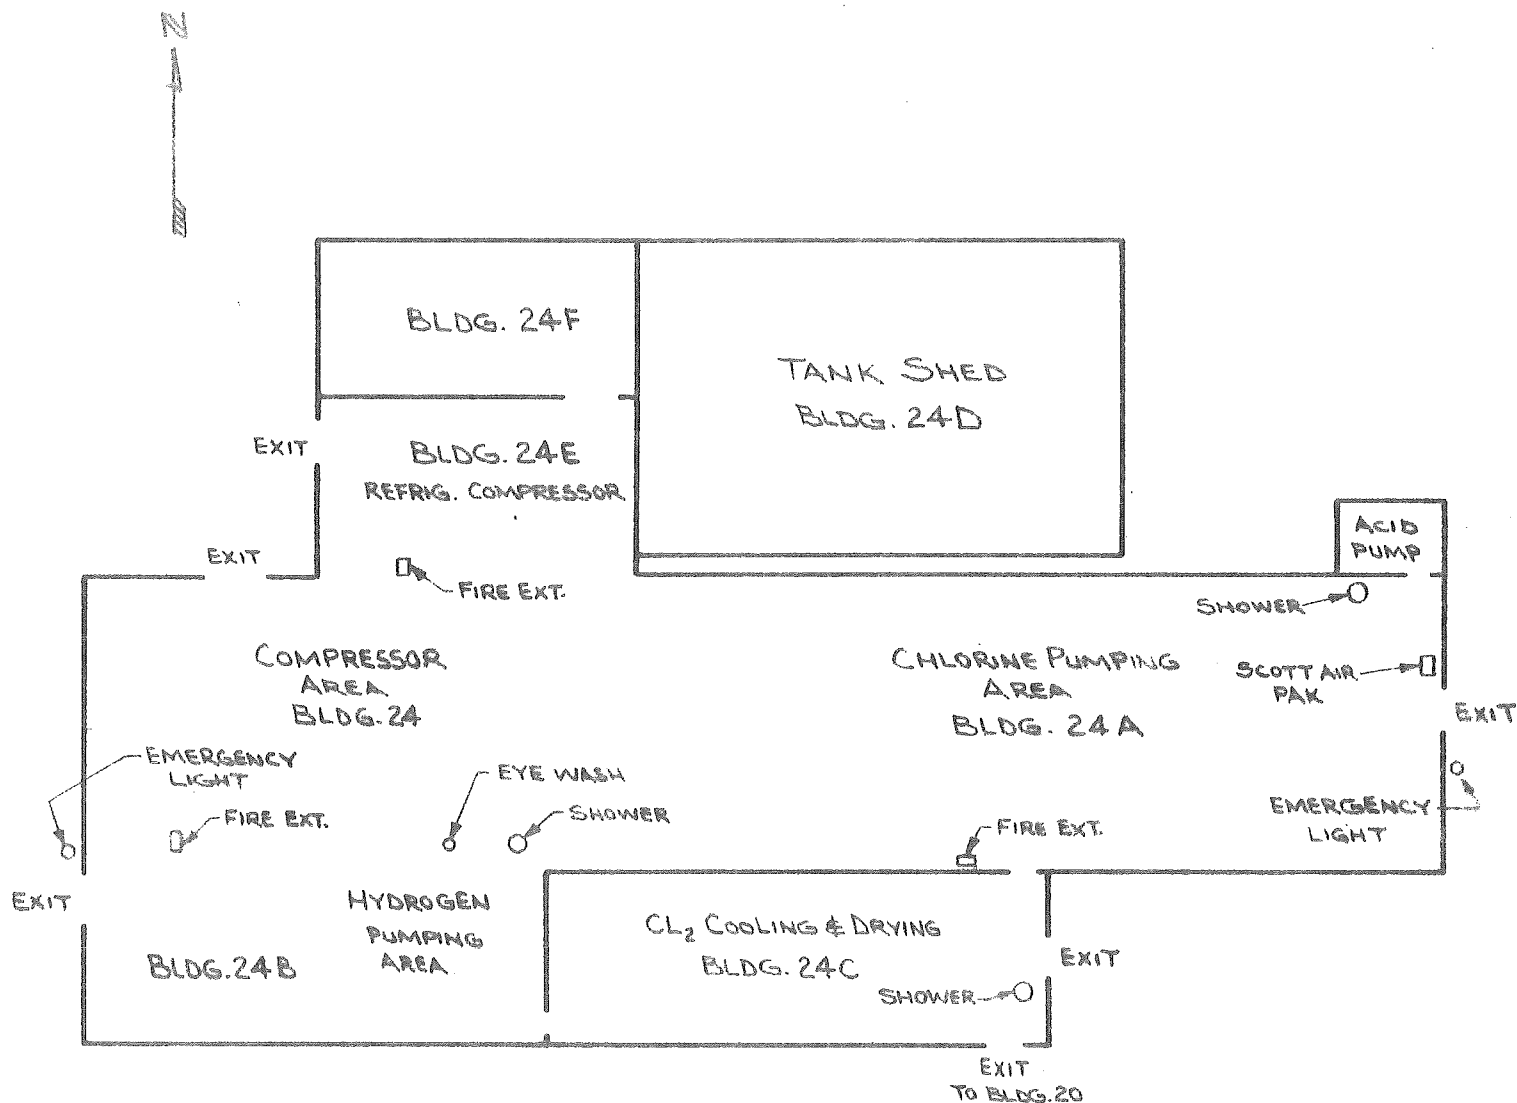 N
BLDG. 24F
TANK SHED
BLDG. 24D
EXIT
BLDG. 24E
REFRIG. COMPRESSOR
ACID
PUMP
EXIT
FIRE EXT.
SHOWER
COMPRESSOR
AREA
BLDG. 24
CHLORINE PUMPING
AREA
BLDG. 24A
SCOTT AIR
PAK
EXIT
EMERGENCY
LIGHT
EYE WASH
SHOWER
FIRE EXT.
FIRE EXT.
EMERGENCY
LIGHT
EXIT
HYDROGEN
PUMPING
AREA
BLDG. 24B
CL₂ COOLING & DRYING
BLDG. 24C
EXIT
SHOWER
EXIT
TO BLDG. 20